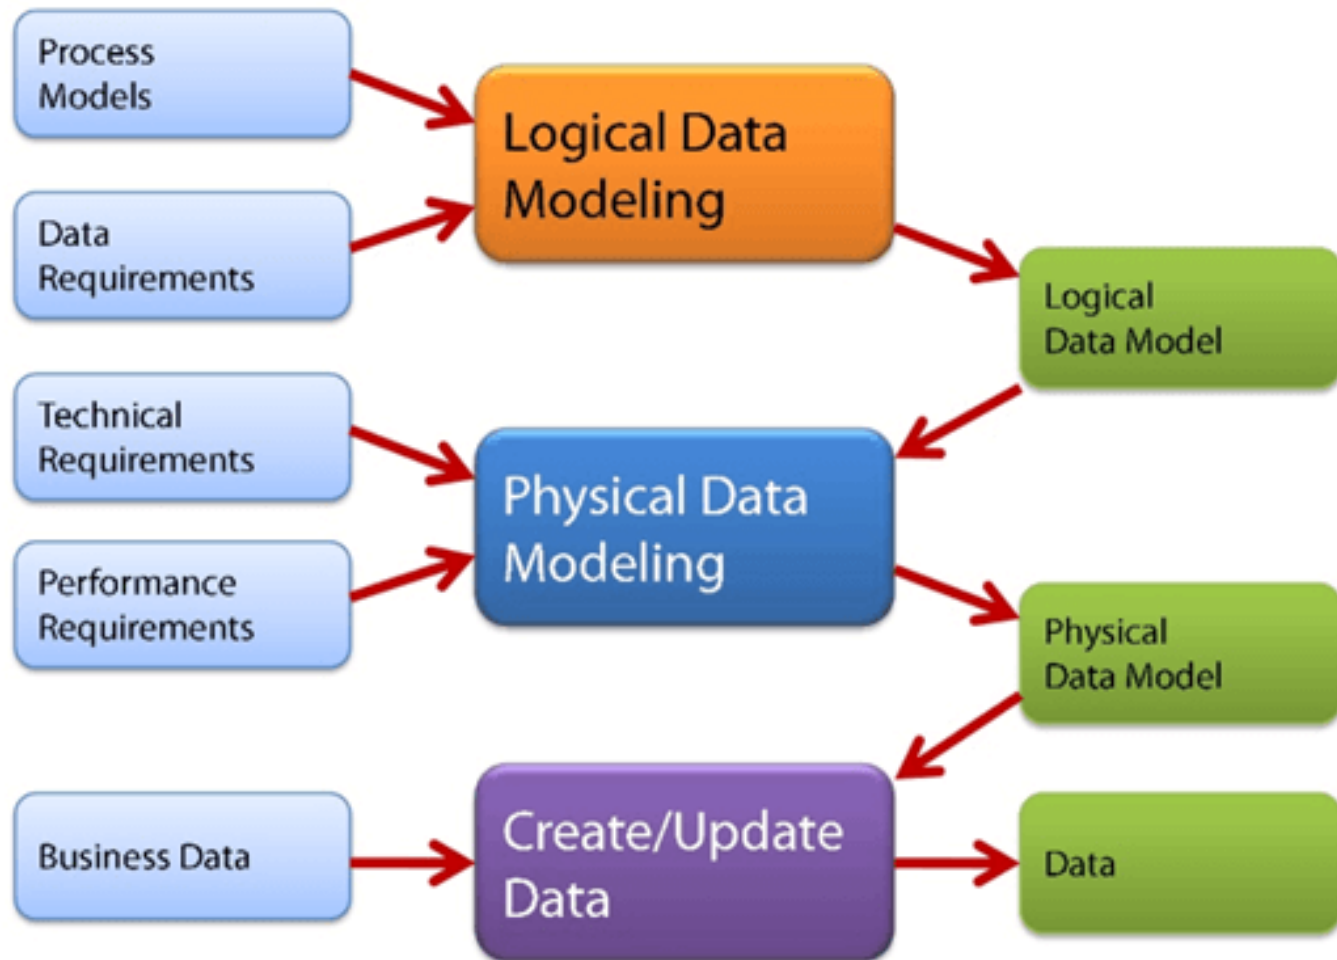 Process
Models
Logical Data
Modeling
Data
Requirements
Logical
Data Model
Technical
Requirements
Physical Data
Modeling
Performance
Requirements
Physical
Data Model
Business Data
Create/Update
Data
Data